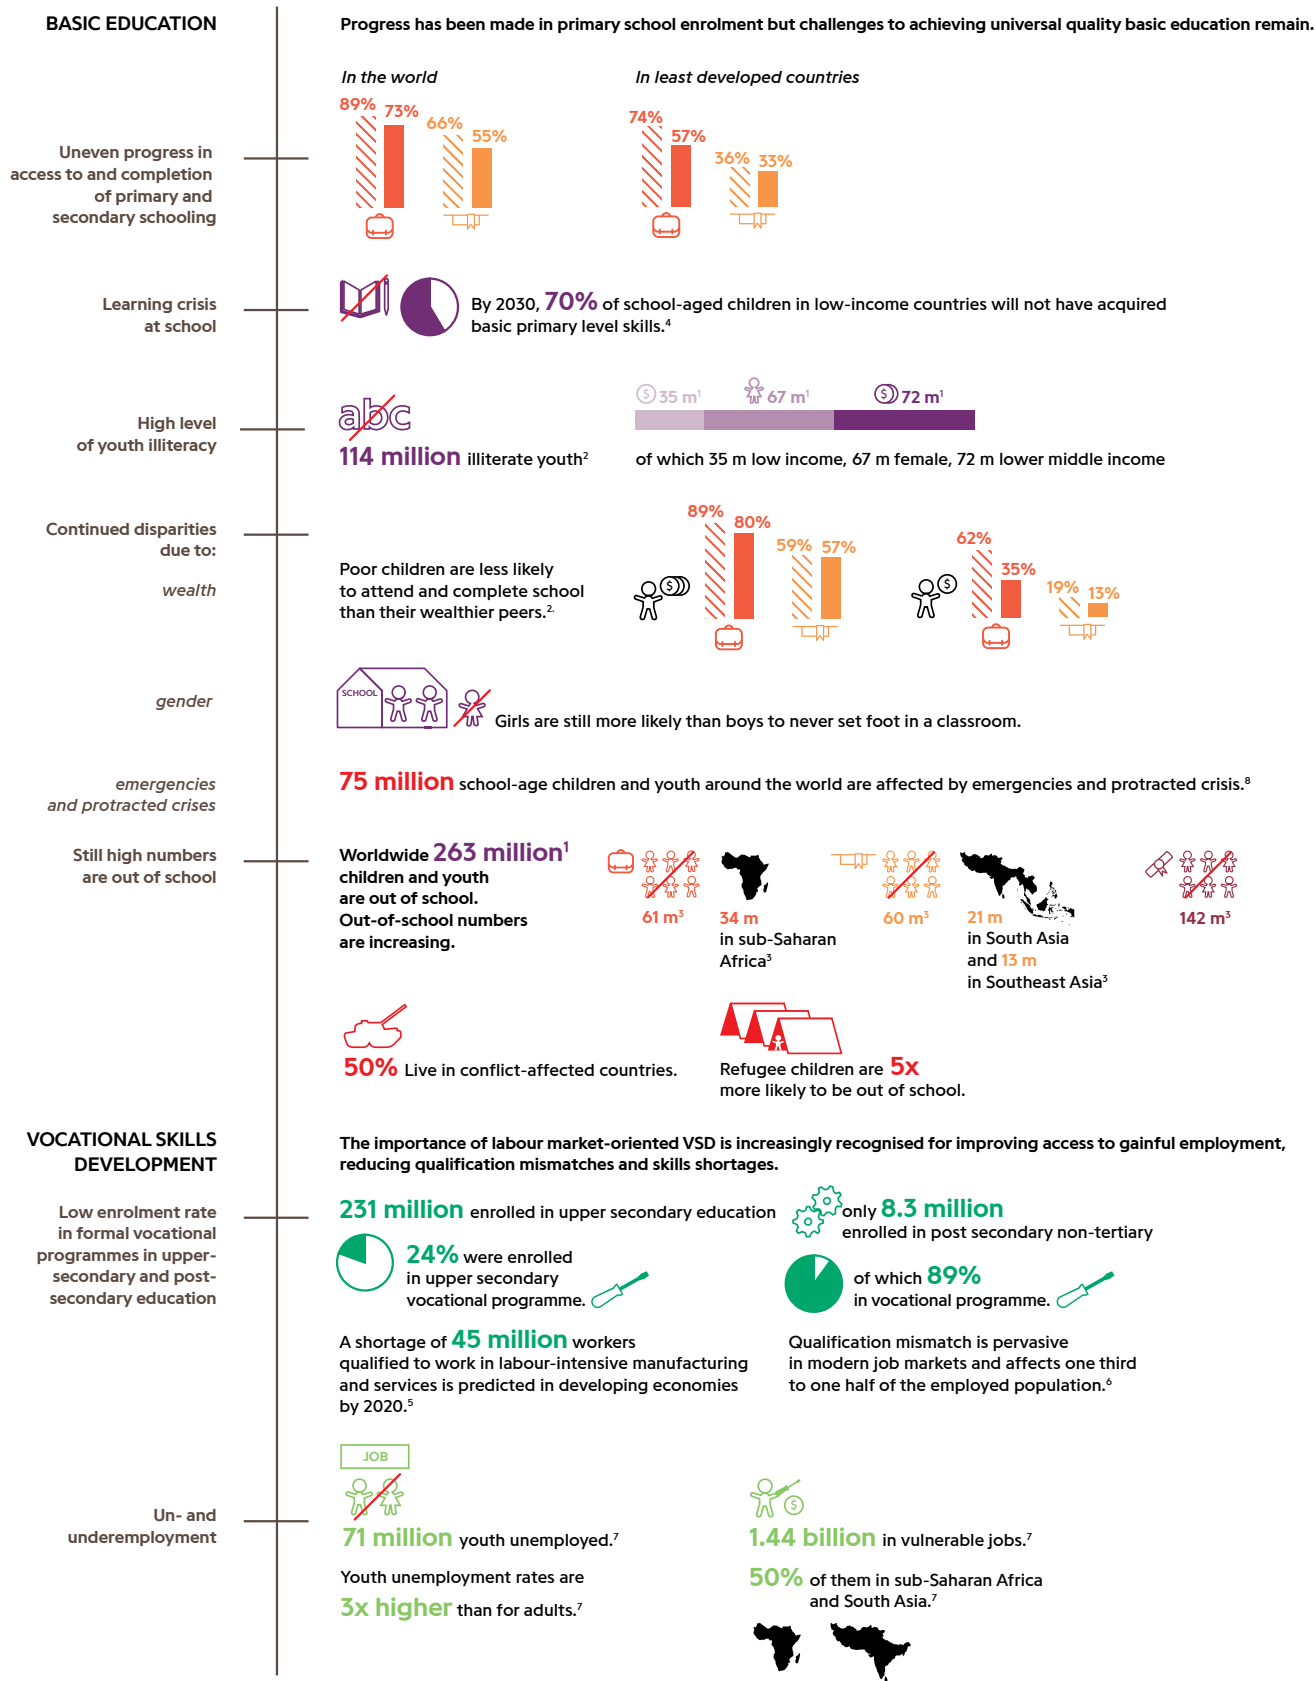 BASIC EDUCATION
Progress has been made in primary school enrolment but challenges to achieving universal quality basic education remain.
Uneven progress in
access to and completion
of primary and
secondary schooling
In the world
89% 73% 66% 55%
In least developed countries
74% 57% 36% 33%
Learning crisis
at school
By 2030, 70% of school-aged children in low-income countries will not have acquired
basic primary level skills.⁴
High level
of youth illiteracy
abc
114 million illiterate youth²
$ 35 m¹ 67 m¹ $ 72 m¹
of which 35 m low income, 67 m female, 72 m lower middle income
Continued disparities
due to:
wealth
Poor children are less likely
to attend and complete school
than their wealthier peers.²·
$
89% 80% 59% 57%
$
62% 35% 19% 13%
gender
SCHOOL
Girls are still more likely than boys to never set foot in a classroom.
emergencies
and protracted crises
75 million school-age children and youth around the world are affected by emergencies and protracted crisis.⁸
Still high numbers
are out of school
Worldwide 263 million¹
children and youth
are out of school.
Out-of-school numbers
are increasing.
61 m³
34 m
in sub-Saharan
Africa³
60 m³
21 m
in South Asia
and 13 m
in Southeast Asia³
142 m³
50% Live in conflict-affected countries.
Refugee children are 5x
more likely to be out of school.
VOCATIONAL SKILLS
DEVELOPMENT
The importance of labour market-oriented VSD is increasingly recognised for improving access to gainful employment,
reducing qualification mismatches and skills shortages.
Low enrolment rate
in formal vocational
programmes in upper-
secondary and post-
secondary education
231 million enrolled in upper secondary education
24% were enrolled
in upper secondary
vocational programme.
only 8.3 million
enrolled in post secondary non-tertiary
of which 89%
in vocational programme.
A shortage of 45 million workers
qualified to work in labour-intensive manufacturing
and services is predicted in developing economies
by 2020.⁵
Qualification mismatch is pervasive
in modern job markets and affects one third
to one half of the employed population.⁶
Un- and
underemployment
JOB
71 million youth unemployed.⁷
Youth unemployment rates are
3x higher than for adults.⁷
$
1.44 billion in vulnerable jobs.⁷
50% of them in sub-Saharan Africa
and South Asia.⁷